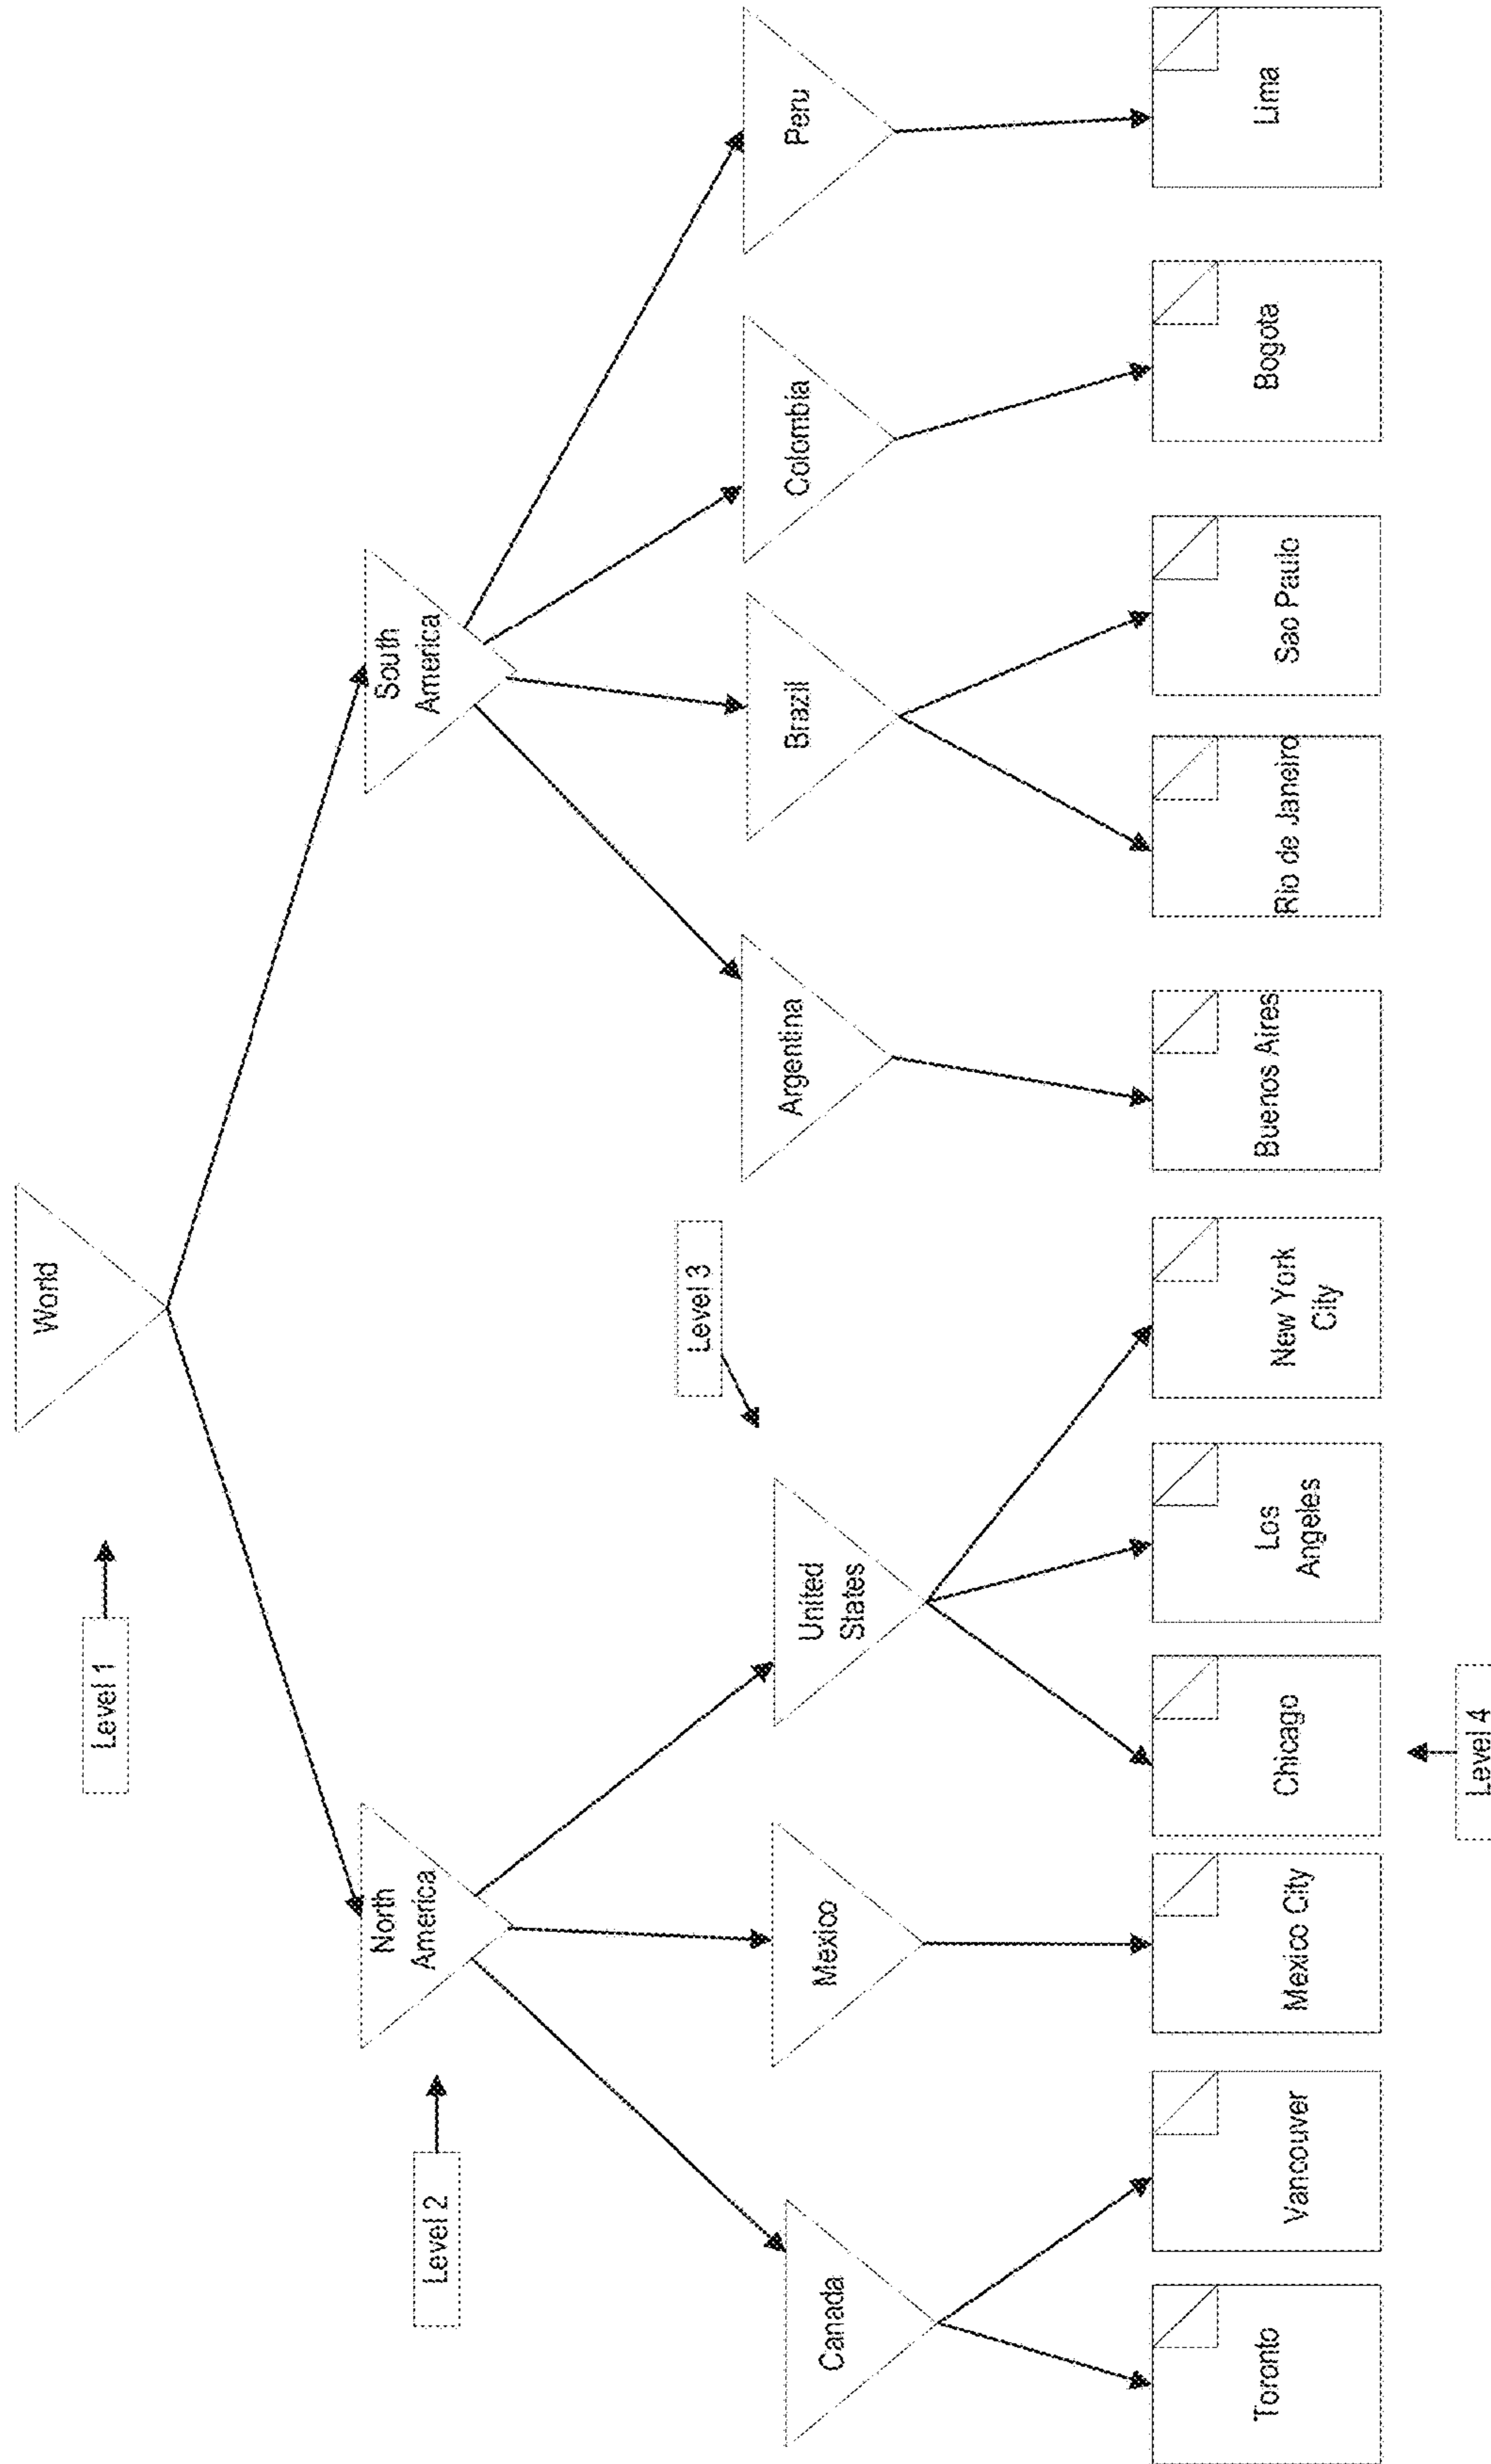 World
Level 1
North
America
South
America
Level 2
Level 3
Canada
Mexico
United
States
Argentina
Brazil
Colombia
Peru
Toronto
Vancouver
Mexico City
Chicago
Los
Angeles
New York
City
Buenos Aires
Rio de Janeiro
Sao Paulo
Bogota
Lima
Level 4